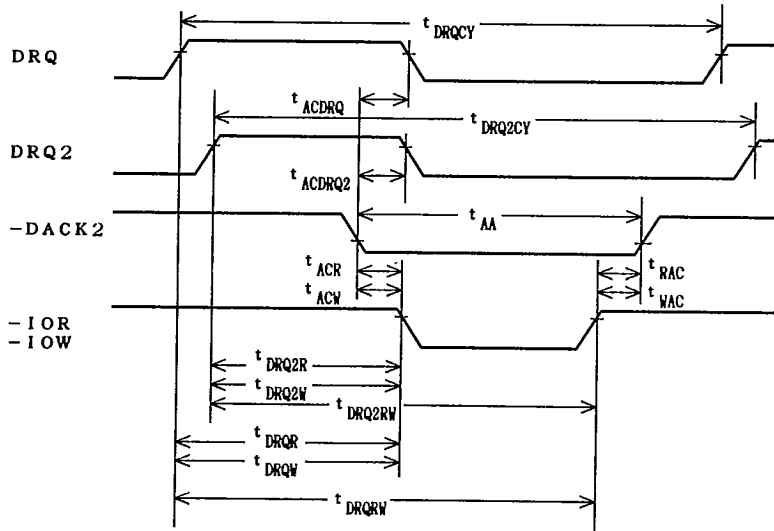 t DRQCY
DRQ
t ACDRQ
t DRQ2CY
DRQ2
t ACDRQ2
-DACK2
t AA
t ACR
t RAC
t ACW
t WAC
-IOR
-IOW
t DRQ2R
t DRQ2W
t DRQ2RW
t DRQR
t DRQW
t DRQRW